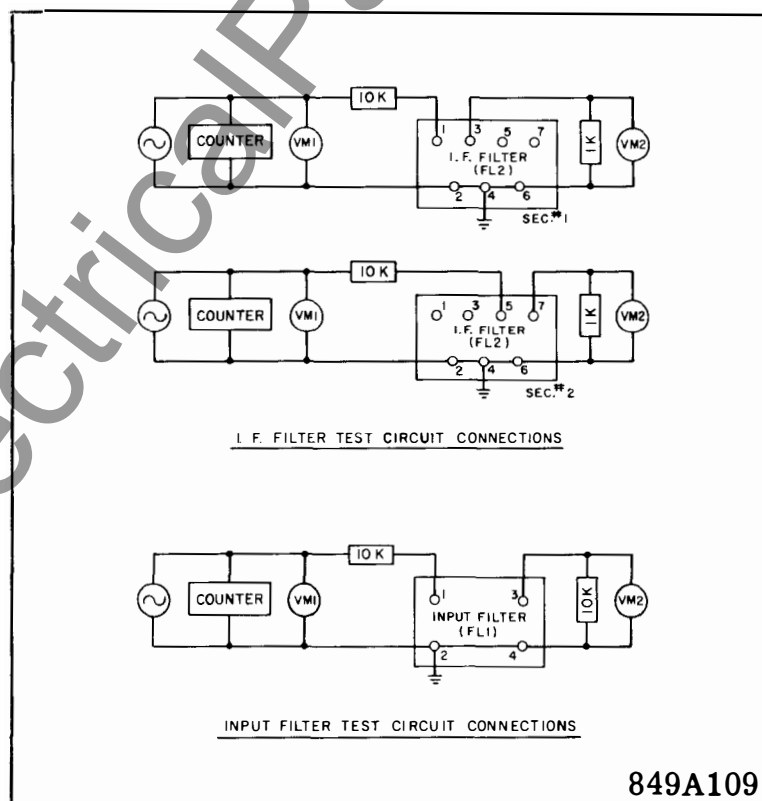 ectricalPa
10K
COUNTER
VM1
1 3 5 7
I.F. FILTER
(FL2)
2 4 6
1K
VM2
SEC.#1
10K
COUNTER
VM1
1 3 5 7
I.F. FILTER
(FL2)
2 4 6
1K
VM2
SEC.#2
I. F. FILTER TEST CIRCUIT CONNECTIONS
10K
COUNTER
VM1
1 3
INPUT FILTER
(FL1)
2 4
10K
VM2
INPUT FILTER TEST CIRCUIT CONNECTIONS
849A109